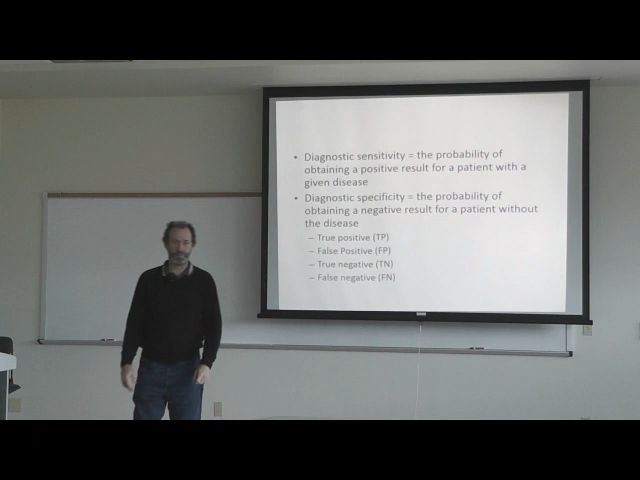 • Diagnostic sensitivity = the probability of
obtaining a positive result for a patient with a
given disease
• Diagnostic specificity = the probability of
obtaining a negative result for a patient without
the disease
– True positive (TP)
– False Positive (FP)
– True negative (TN)
– False negative (FN)